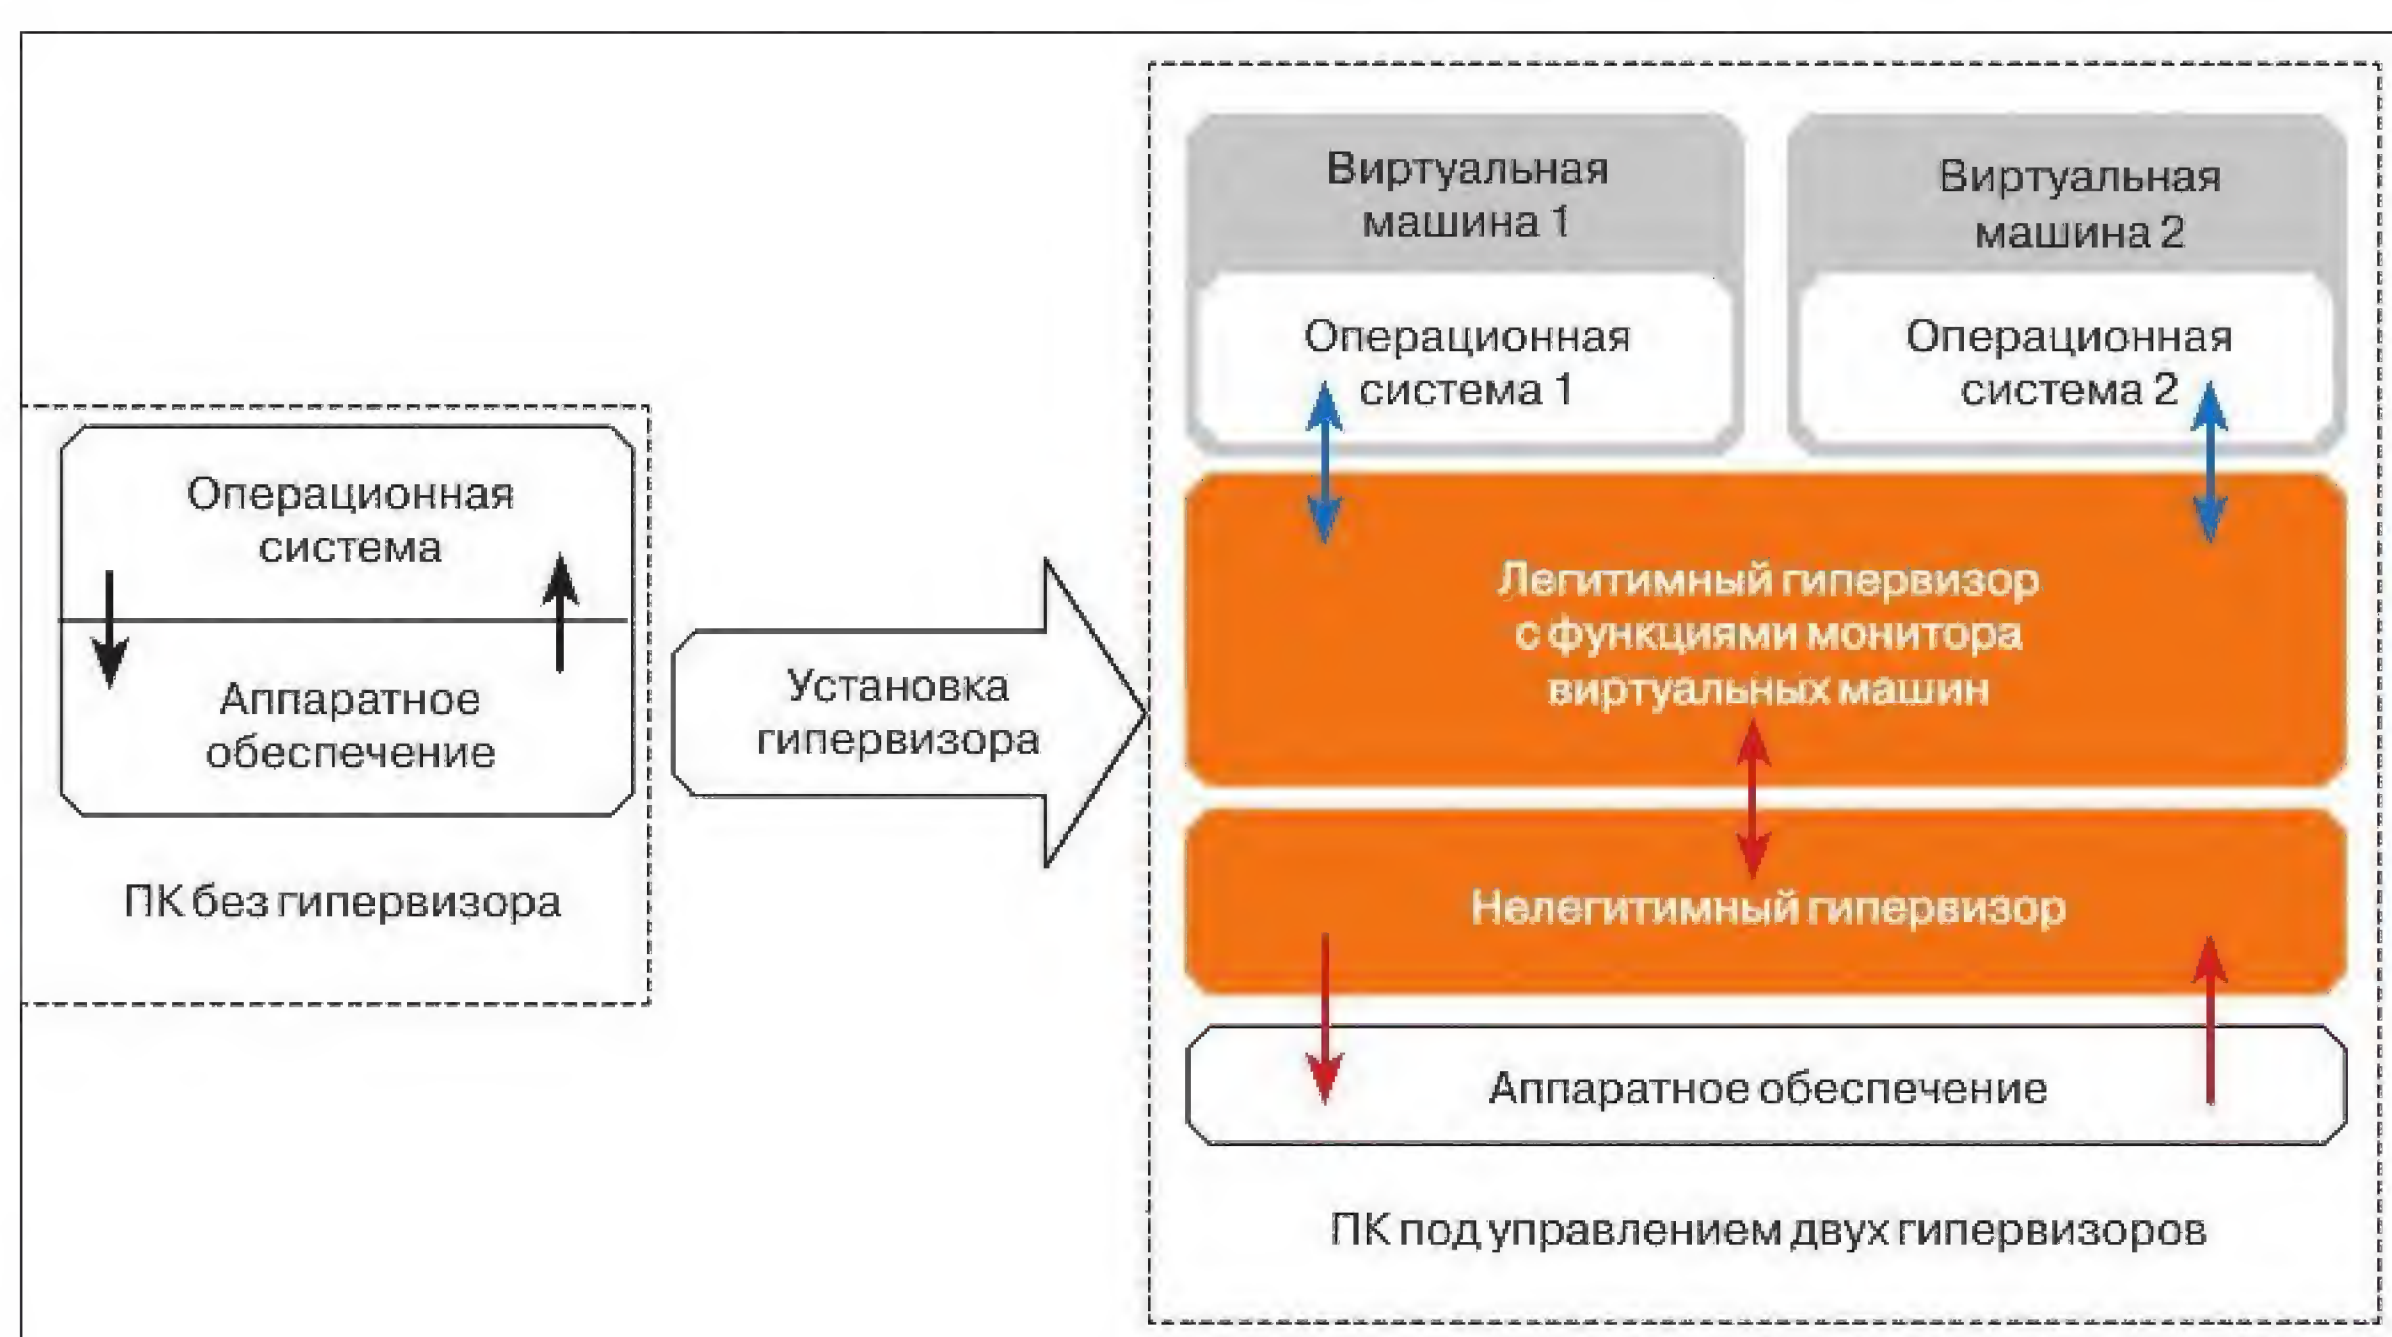 Операционная
система
Аппаратное
обеспечение
ПК без гипервизора
Установка
гипервизора
Виртуальная
машина 1
Операционная
система 1
Виртуальная
машина 2
Операционная
система 2
Легитимный гипервизор
с функциями монитора
виртуальных машин
Нелегитимный гипервизор
Аппаратное обеспечение
ПК под управлением двух гипервизоров